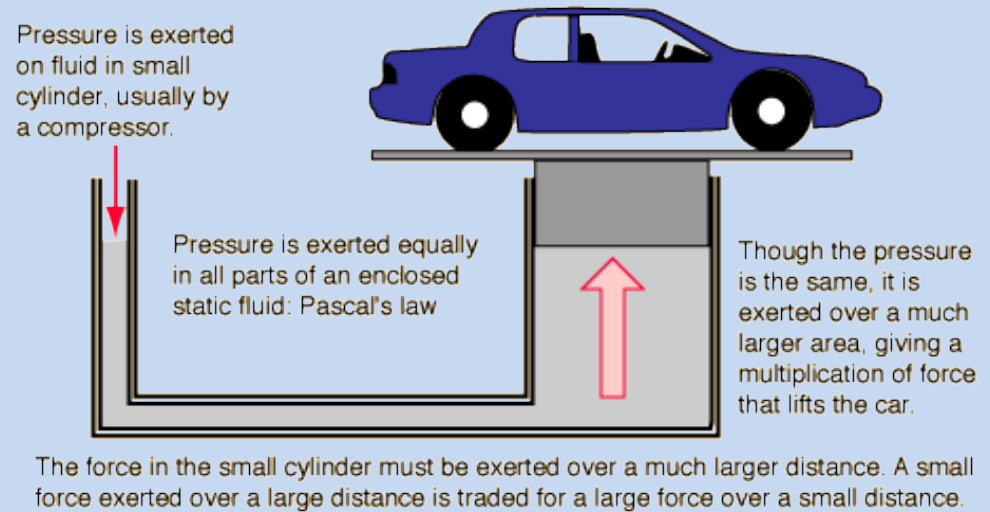 Pressure is exerted
on fluid in small
cylinder, usually by
a compressor.
Pressure is exerted equally
in all parts of an enclosed
static fluid: Pascal's law
Though the pressure
is the same, it is
exerted over a much
larger area, giving a
multiplication of force
that lifts the car.
The force in the small cylinder must be exerted over a much larger distance. A small
force exerted over a large distance is traded for a large force over a small distance.